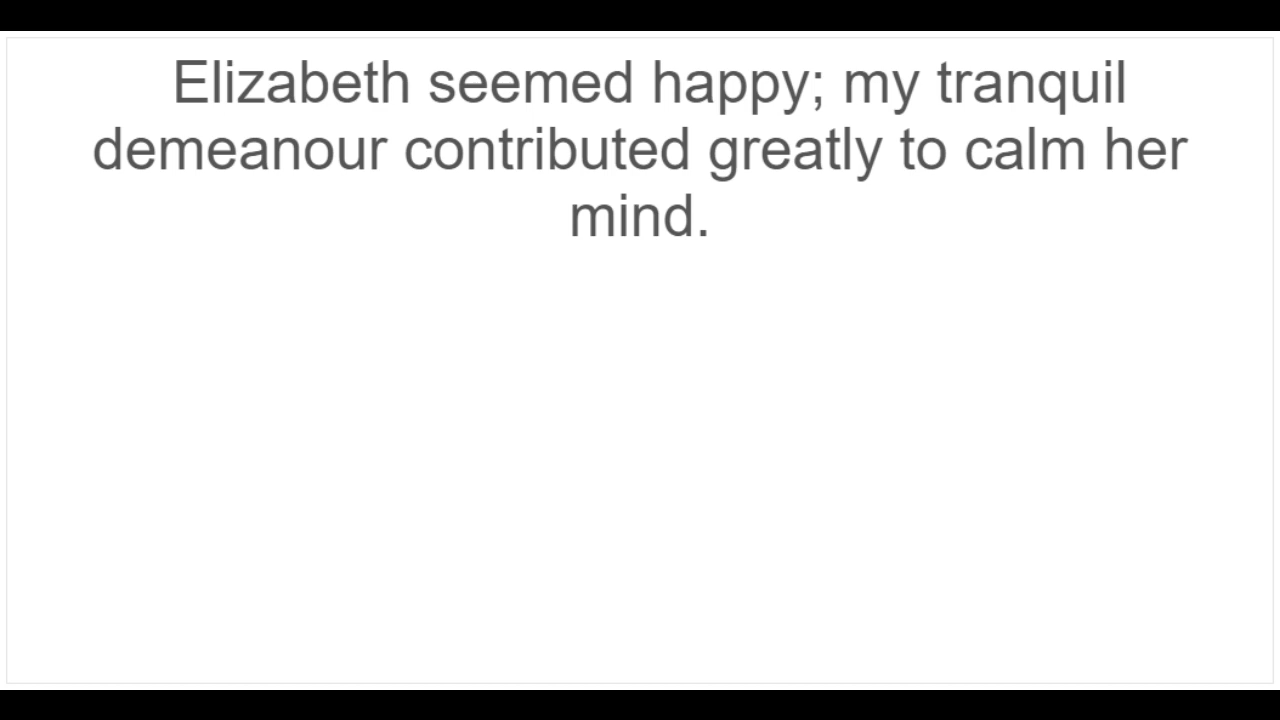 Elizabeth seemed happy; my tranquil
demeanour contributed greatly to calm her
mind.